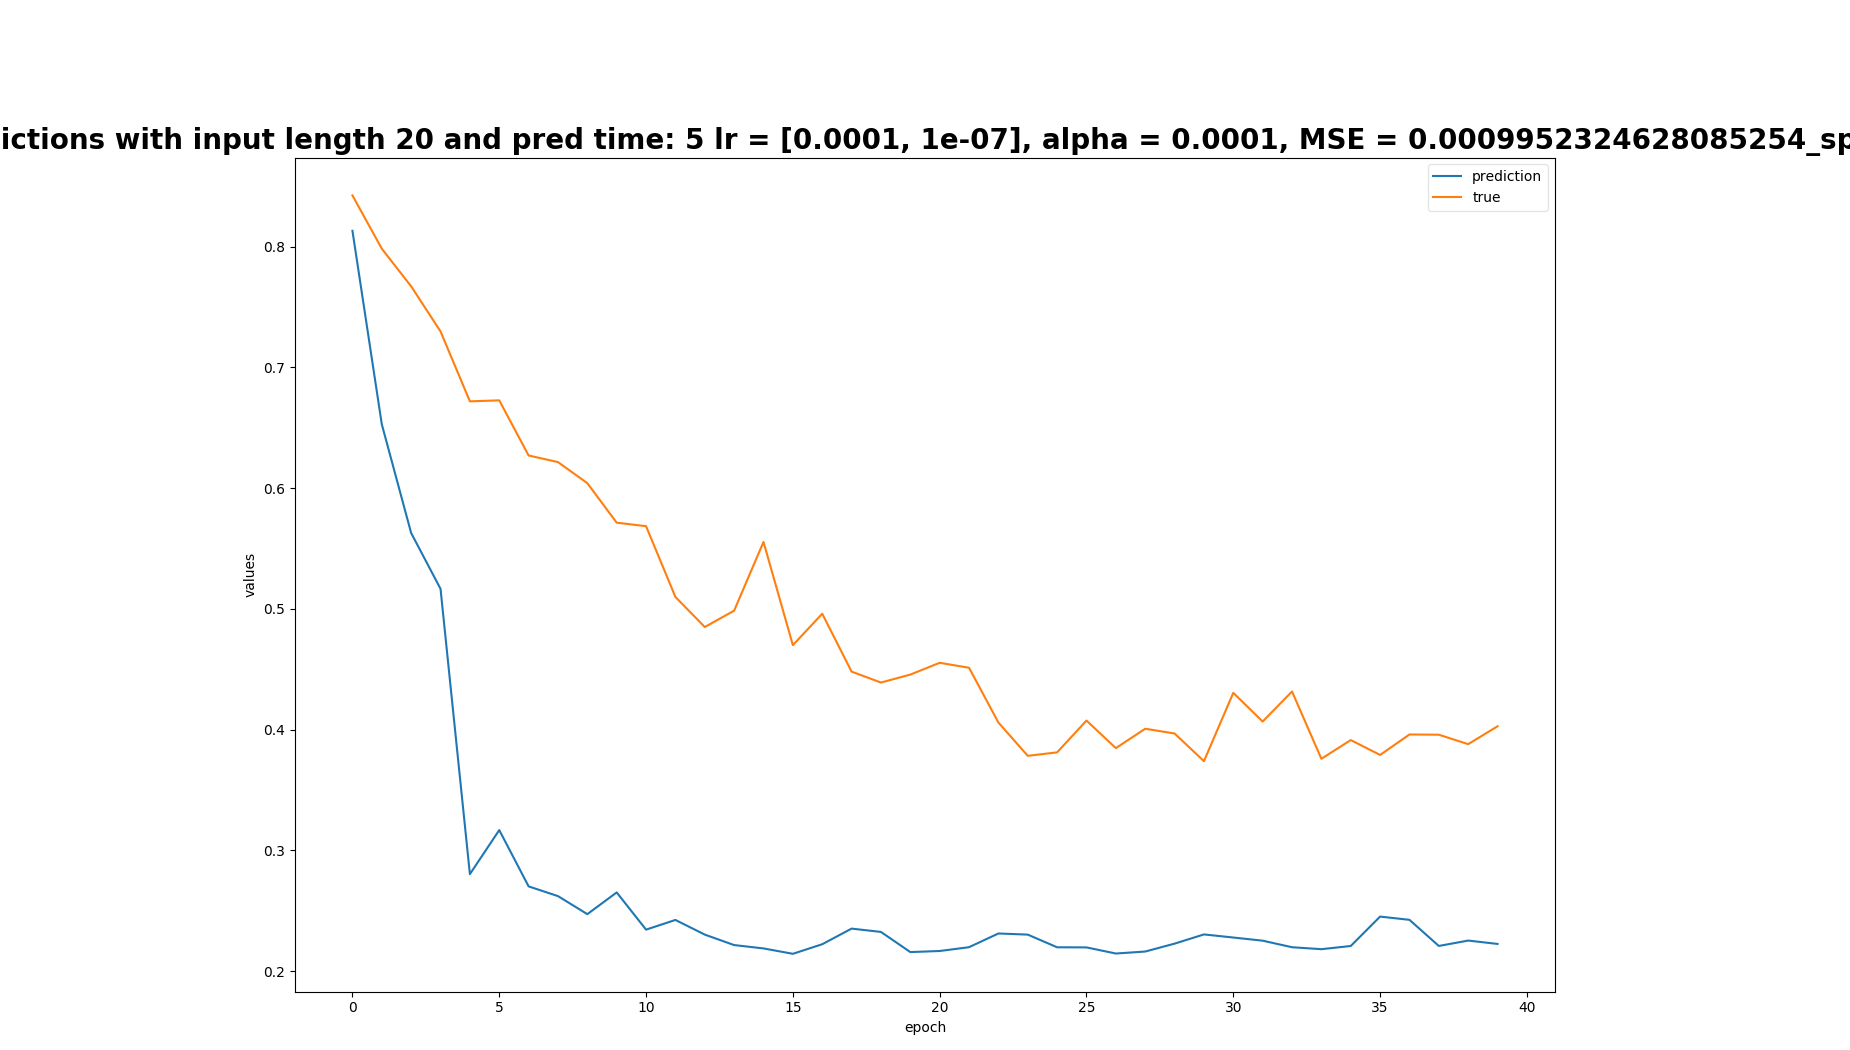 ictions with input length 20 and pred time: 5 lr = [0.0001, 1e-07], alpha = 0.0001, MSE = 0.0009952324628085254_sp
prediction
true
0.8
0.7
0.6
0.5
0.4
0.3
0.2
values
0 5 10 15 20 25 30 35 40
epoch